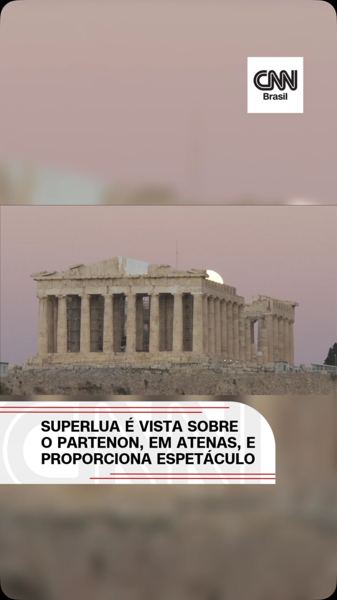 CNN
Brasil
SUPERLUA É VISTA SOBRE
O PARTENON, EM ATENAS, E
PROPORCIONA ESPETÁCULO